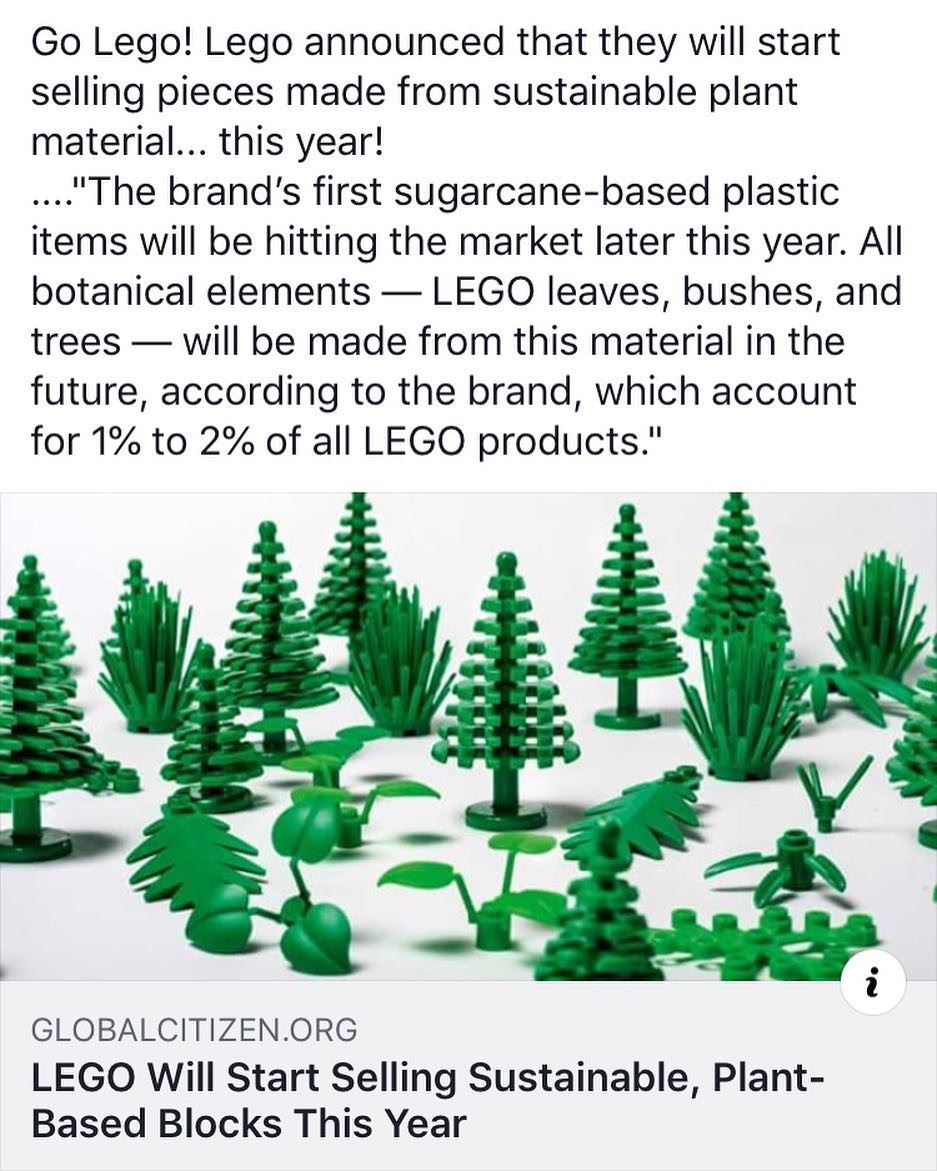 Go Lego! Lego announced that they will start
selling pieces made from sustainable plant
material... this year!
...."The brand’s first sugarcane-based plastic
items will be hitting the market later this year. All
botanical elements — LEGO leaves, bushes, and
trees — will be made from this material in the
future, according to the brand, which account
for 1% to 2% of all LEGO products."
i
GLOBALCITIZEN.ORG
LEGO Will Start Selling Sustainable, Plant-
Based Blocks This Year